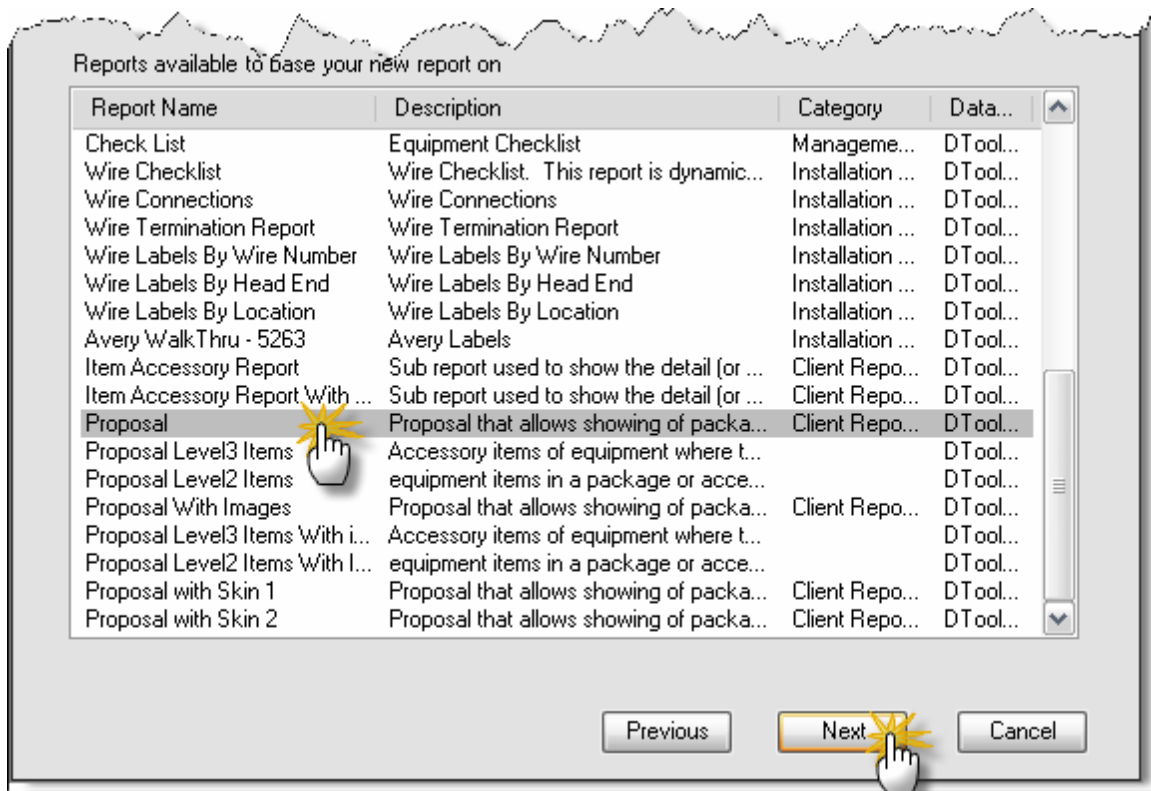 Reports available to base your new report on
Report Name Description Category Data...
Check List Equipment Checklist Manageme... DTool...
Wire Checklist Wire Checklist. This report is dynamic... Installation ... DTool...
Wire Connections Wire Connections Installation ... DTool...
Wire Termination Report Wire Termination Report Installation ... DTool...
Wire Labels By Wire Number Wire Labels By Wire Number Installation ... DTool...
Wire Labels By Head End Wire Labels By Head End Installation ... DTool...
Wire Labels By Location Wire Labels By Location Installation ... DTool...
Avery WalkThru - 5263 Avery Labels Installation ... DTool...
Item Accessory Report Sub report used to show the detail (or ... Client Repo... DTool...
Item Accessory Report With ... Sub report used to show the detail (or ... Client Repo... DTool...
Proposal Proposal that allows showing of packa... Client Repo... DTool...
Proposal Level3 Items Accessory items of equipment where t... DTool...
Proposal Level2 Items equipment items in a package or acce... DTool...
Proposal With Images Proposal that allows showing of packa... Client Repo... DTool...
Proposal Level3 Items With i... Accessory items of equipment where t... DTool...
Proposal Level2 Items With I... equipment items in a package or acce... DTool...
Proposal with Skin 1 Proposal that allows showing of packa... Client Repo... DTool...
Proposal with Skin 2 Proposal that allows showing of packa... Client Repo... DTool...
Previous Next Cancel